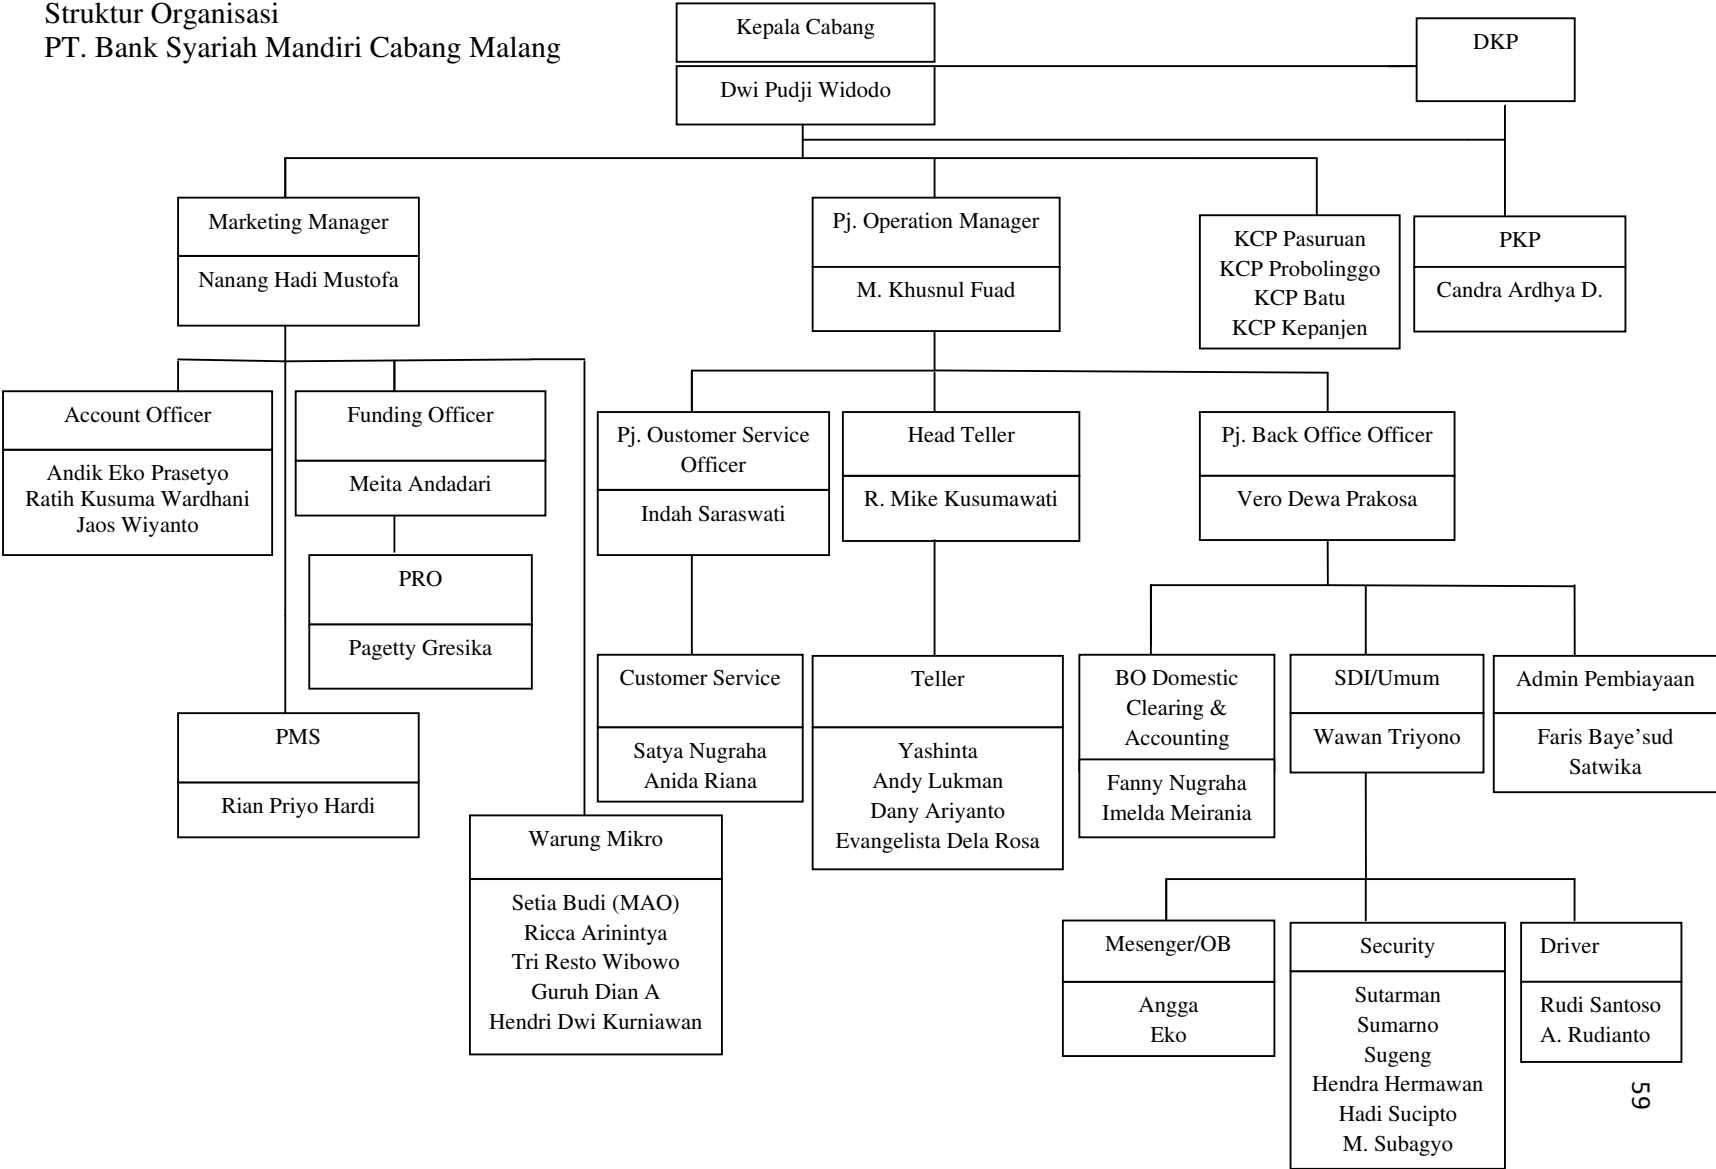 Struktur Organisasi
PT. Bank Syariah Mandiri Cabang Malang
Kepala Cabang
Dwi Pudji Widodo
DKP
Marketing Manager
Nanang Hadi Mustofa
Pj. Operation Manager
M. Khusnul Fuad
KCP Pasuruan
KCP Probolinggo
KCP Batu
KCP Kepanjen
PKP
Candra Ardhya D.
Account Officer
Andik Eko Prasetyo
Ratih Kusuma Wardhani
Jaos Wiyanto
Funding Officer
Meita Andadari
PRO
Pagetty Gresika
PMS
Rian Priyo Hardi
Warung Mikro
Setia Budi (MAO)
Ricca Arinintya
Tri Resto Wibowo
Guruh Dian A
Hendri Dwi Kurniawan
Pj. Oustomer Service
Officer
Indah Saraswati
Head Teller
R. Mike Kusumawati
Pj. Back Office Officer
Vero Dewa Prakosa
Customer Service
Satya Nugraha
Anida Riana
Teller
Yashinta
Andy Lukman
Dany Ariyanto
Evangelista Dela Rosa
BO Domestic
Clearing &
Accounting
Fanny Nugraha
Imelda Meirania
SDI/Umum
Wawan Triyono
Admin Pembiayaan
Faris Baye’sud
Satwika
Mesenger/OB
Angga
Eko
Security
Sutarman
Sumarno
Sugeng
Hendra Hermawan
Hadi Sucipto
M. Subagyo
Driver
Rudi Santoso
A. Rudianto
59